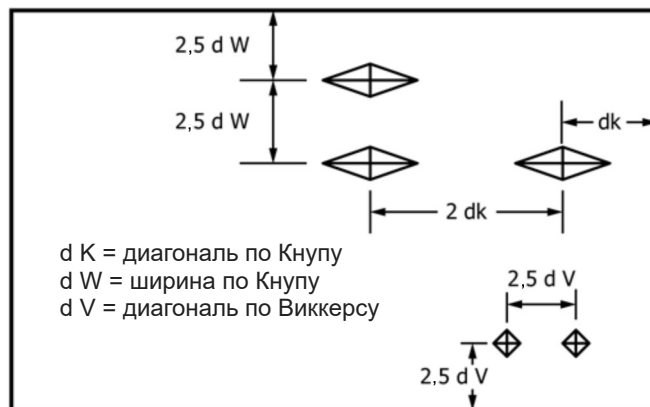 2,5 d W
2,5 d W
dk
2 dk
d K = диагональ по Кнупу
d W = ширина по Кнупу
d V = диагональ по Виккерсу
2,5 d V
2,5 d V